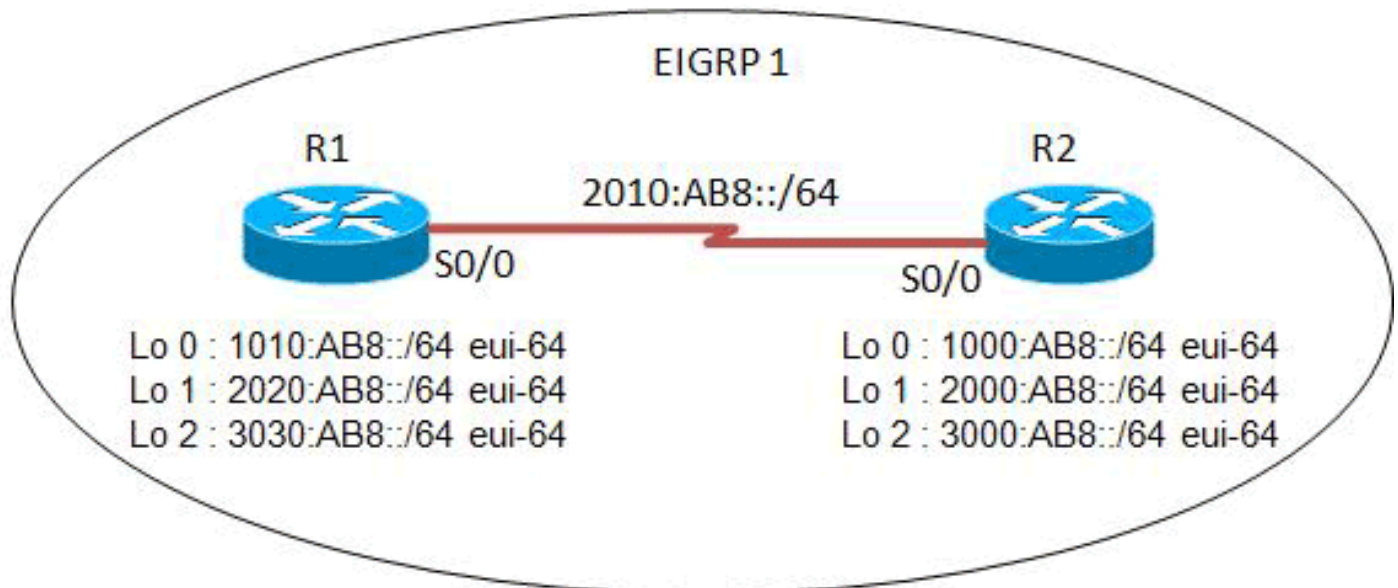 EIGRP 1
R1
R2
2010:AB8::/64
S0/0
S0/0
Lo 0 : 1010:AB8::/64 eui-64
Lo 1 : 2020:AB8::/64 eui-64
Lo 2 : 3030:AB8::/64 eui-64
Lo 0 : 1000:AB8::/64 eui-64
Lo 1 : 2000:AB8::/64 eui-64
Lo 2 : 3000:AB8::/64 eui-64